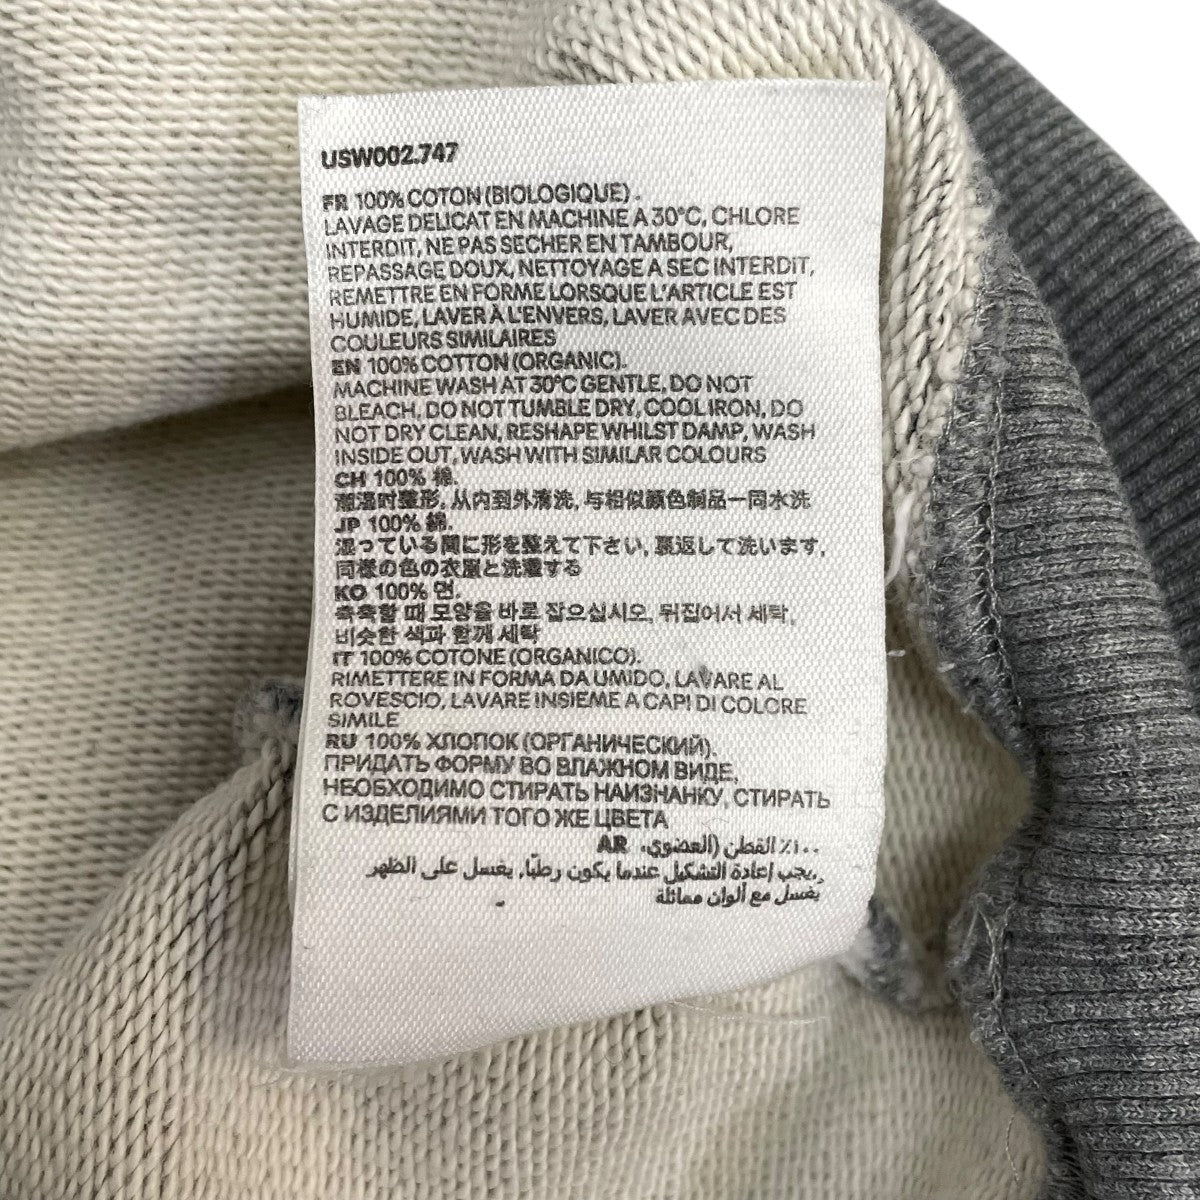 USW002.747
FR 100% COTON (BIOLOGIQUE).
LAVAGE DELICAT EN MACHINE A 30°C, CHLORE
INTERDIT, NE PAS SECHER EN TAMBOUR,
REPASSAGE DOUX, NETTOYAGE A SEC INTERDIT,
REMETTRE EN FORME LORSQUE L'ARTICLE EST
HUMIDE, LAVER À L'ENVERS, LAVER AVEC DES
COULEURS SIMILAIRES
EN 100% COTTON (ORGANIC).
MACHINE WASH AT 30°C GENTLE, DO NOT
BLEACH, DO NOT TUMBLE DRY, COOL IRON, DO
NOT DRY CLEAN, RESHAPE WHILST DAMP, WASH
INSIDE OUT, WASH WITH SIMILAR COLOURS
CH 100% 棉.
潮湿时整形, 从内到外清洗, 与相似颜色制品一同水洗
JP 100% 綿.
湿っている間に形を整えて下さい, 裏返して洗います,
同様の色の衣服と洗濯する
KO 100% 면.
축축할 때 모양을 바로 잡으십시오, 뒤집어서 세탁,
비슷한 색과 함께 세탁
IT 100% COTONE (ORGANICO).
RIMETTERE IN FORMA DA UMIDO, LAVARE AL
ROVESCIO, LAVARE INSIEME A CAPI DI COLORE
SIMILE
RU 100% ХЛОПОК (ОРГАНИЧЕСКИЙ).
ПРИДАТЬ ФОРМУ ВО ВЛАЖНОМ ВИДЕ,
НЕОБХОДИМО СТИРАТЬ НАИЗНАНКУ, СТИРАТЬ
С ИЗДЕЛИЯМИ ТОГО ЖЕ ЦВЕТА
١٠٠٪ القطن (العضوي. AR
يجب إعادة التشكيل عندما يكون رطبًا, يغسل على الظهر,
يغسل مع ألوان مماثلة